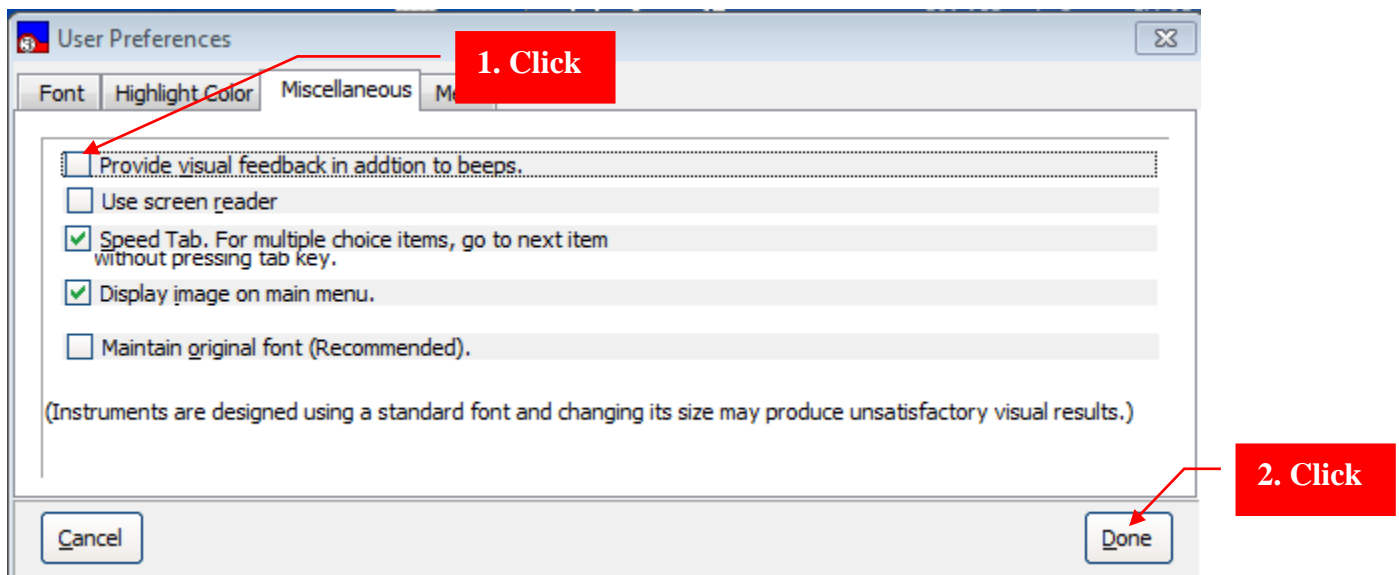 User Preferences
1. Click
Font Highlight Color Miscellaneous
Provide visual feedback in addtion to beeps.
Use screen reader
Speed Tab. For multiple choice items, go to next item
without pressing tab key.
Display image on main menu.
Maintain original font (Recommended).
(Instruments are designed using a standard font and changing its size may produce unsatisfactory visual results.)
2. Click
Cancel Done